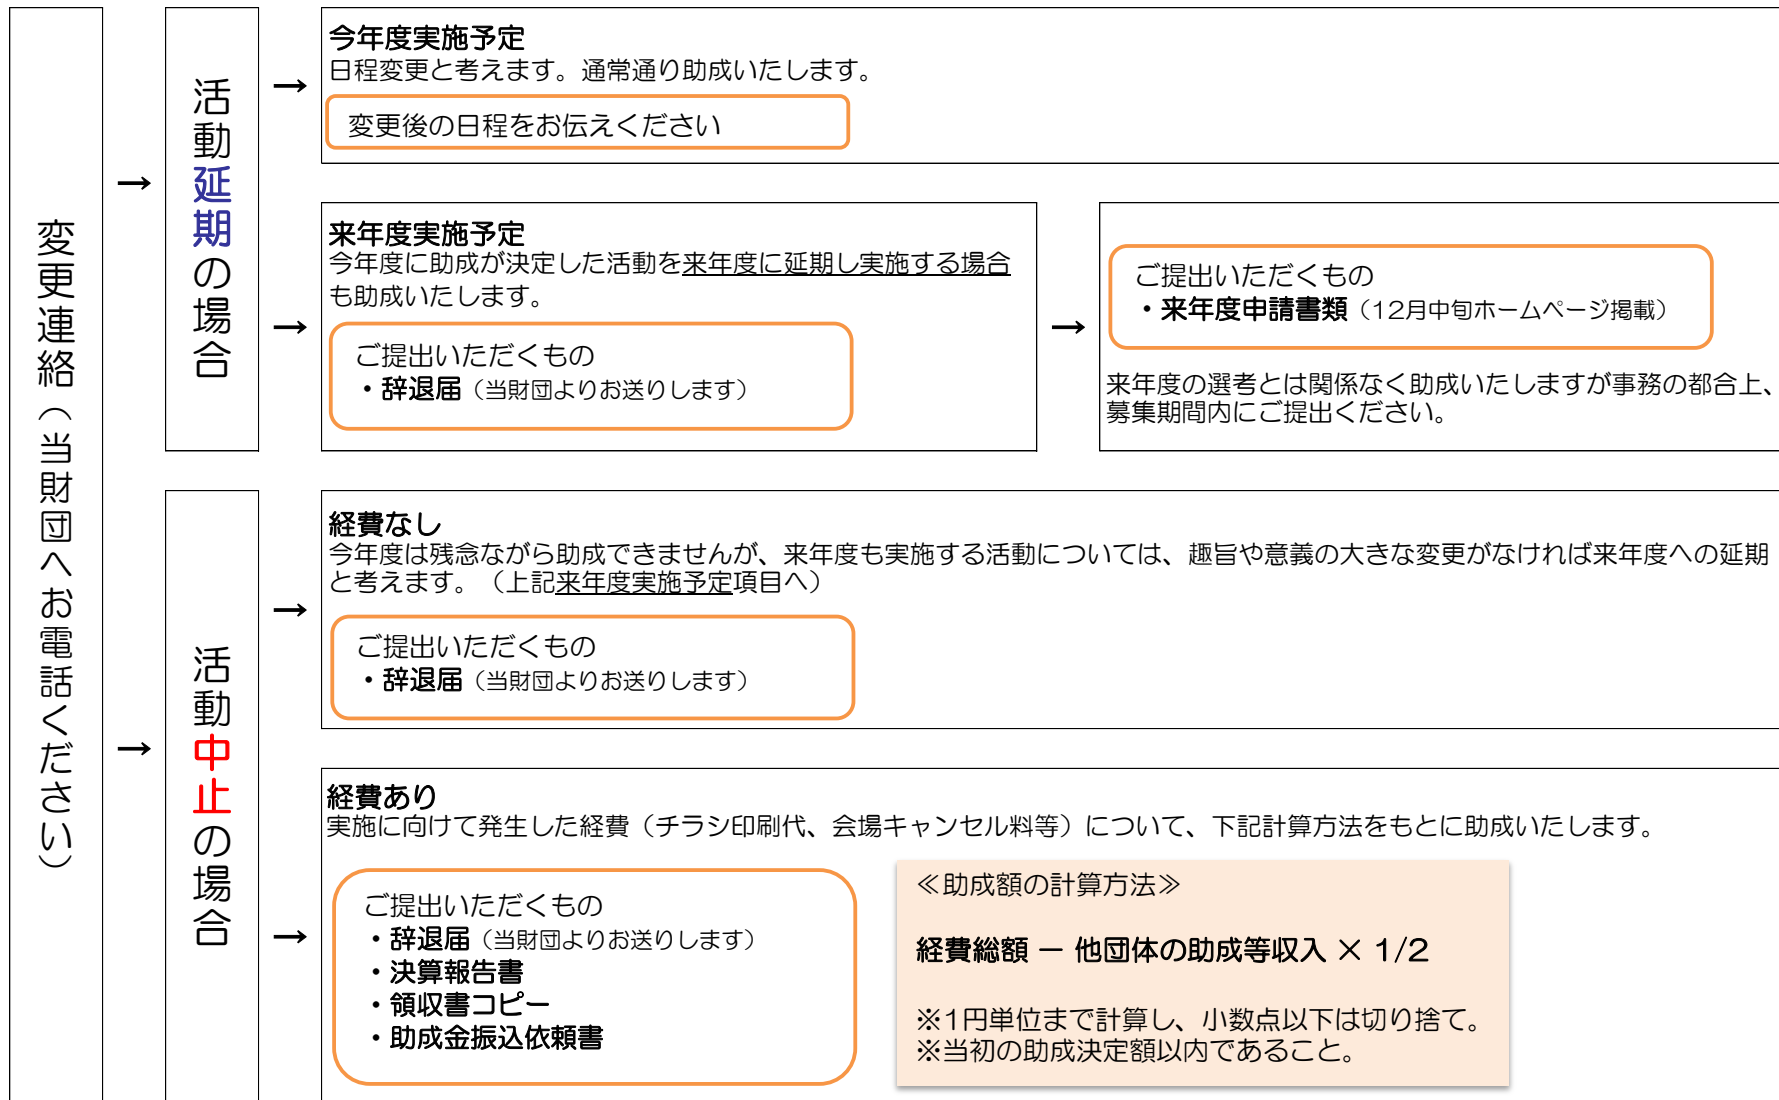 変更連絡（当財団へお電話ください）
→
活動延期の場合
→
今年度実施予定
日程変更と考えます。通常通り助成いたします。
変更後の日程をお伝えください
→
来年度実施予定
今年度に助成が決定した活動を来年度に延期し実施する場合
も助成いたします。
ご提出いただくもの
・辞退届（当財団よりお送りします）
→
ご提出いただくもの
・来年度申請書類（12月中旬ホームページ掲載）
来年度の選考とは関係なく助成いたしますが事務の都合上、
募集期間内にご提出ください。
→
活動中止の場合
→
経費なし
今年度は残念ながら助成できませんが、来年度も実施する活動については、趣旨や意義の大きな変更がなければ来年度への延期
と考えます。（上記来年度実施予定項目へ）
ご提出いただくもの
・辞退届（当財団よりお送りします）
→
経費あり
実施に向けて発生した経費（チラシ印刷代、会場キャンセル料等）について、下記計算方法をもとに助成いたします。
ご提出いただくもの
・辞退届（当財団よりお送りします）
・決算報告書
・領収書コピー
・助成金振込依頼書
≪助成額の計算方法≫
経費総額 － 他団体の助成等収入 × 1/2
※1円単位まで計算し、小数点以下は切り捨て。
※当初の助成決定額以内であること。